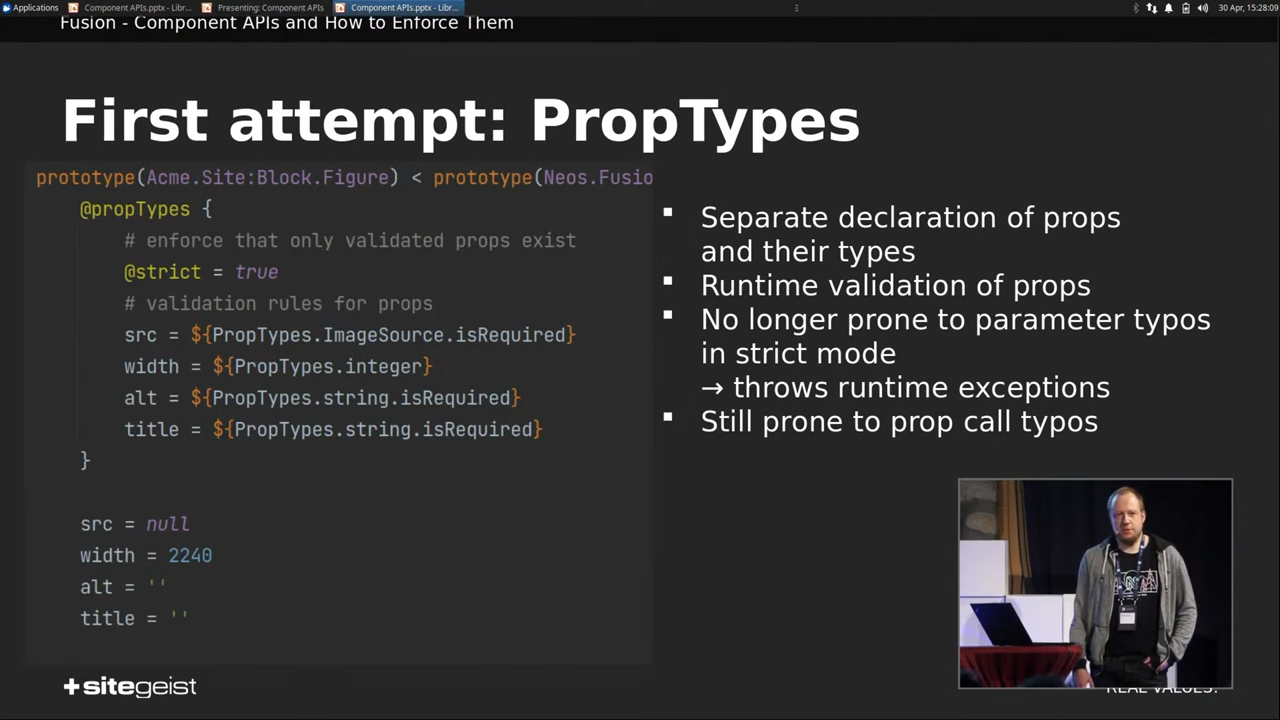 Applications
Component APIs.pptx - Libr...
Presenting: Component APIs
Component APIs.pptx - Libr...
30 Apr, 15:28:09
Fusion - Component APIs and How to Enforce Them
First attempt: PropTypes
prototype(Acme.Site:Block.Figure) < prototype(Neos.Fusio
@propTypes {
# enforce that only validated props exist
@strict = true
# validation rules for props
src = ${PropTypes.ImageSource.isRequired}
width = ${PropTypes.integer}
alt = ${PropTypes.string.isRequired}
title = ${PropTypes.string.isRequired}
}
src = null
width = 2240
alt = ''
title = ''
▪ Separate declaration of props
and their types
▪ Runtime validation of props
▪ No longer prone to parameter typos
in strict mode
→ throws runtime exceptions
▪ Still prone to prop call typos
+sitegeist
REAL VALUES.